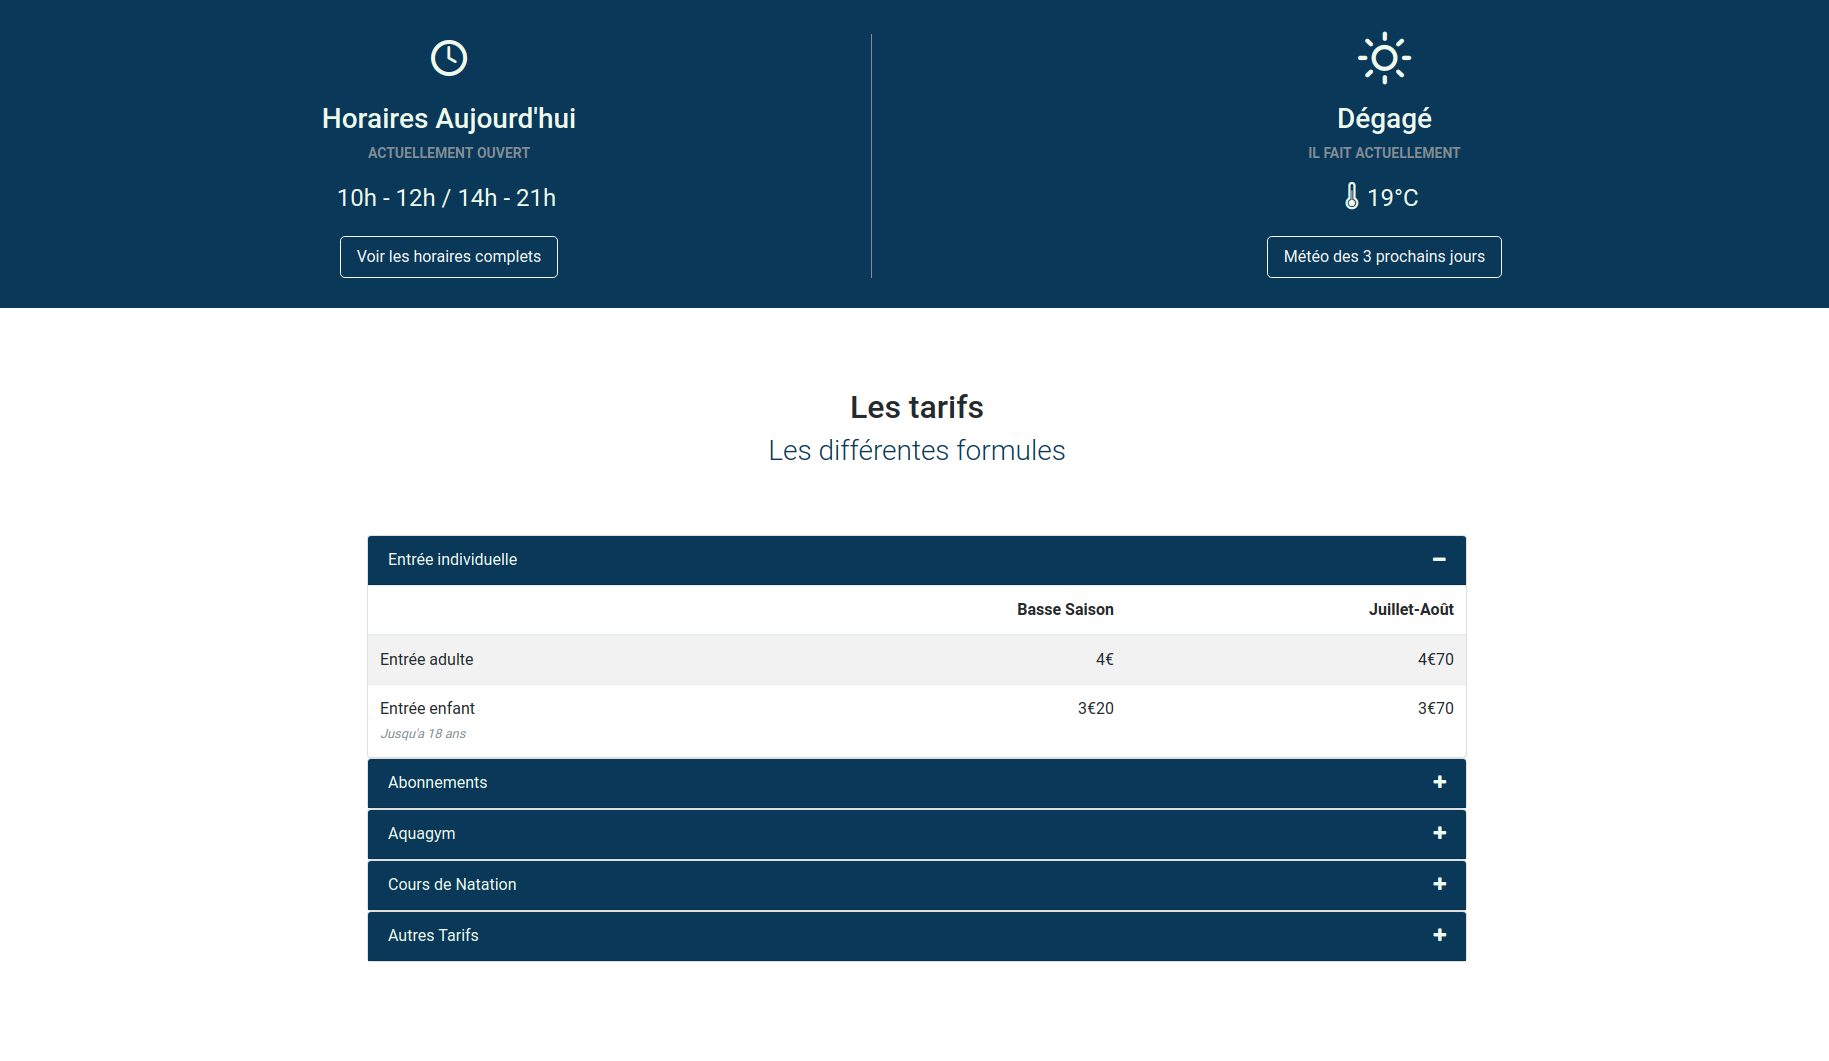 Horaires Aujourd'hui
ACTUELLEMENT OUVERT
10h - 12h / 14h - 21h
Voir les horaires complets
Dégagé
IL FAIT ACTUELLEMENT
19°C
Météo des 3 prochains jours
Les tarifs
Les différentes formules
Entrée individuelle
Basse Saison Juillet-Août
Entrée adulte 4€ 4€70
Entrée enfant 3€20 3€70
Jusqu'a 18 ans
Abonnements
Aquagym
Cours de Natation
Autres Tarifs